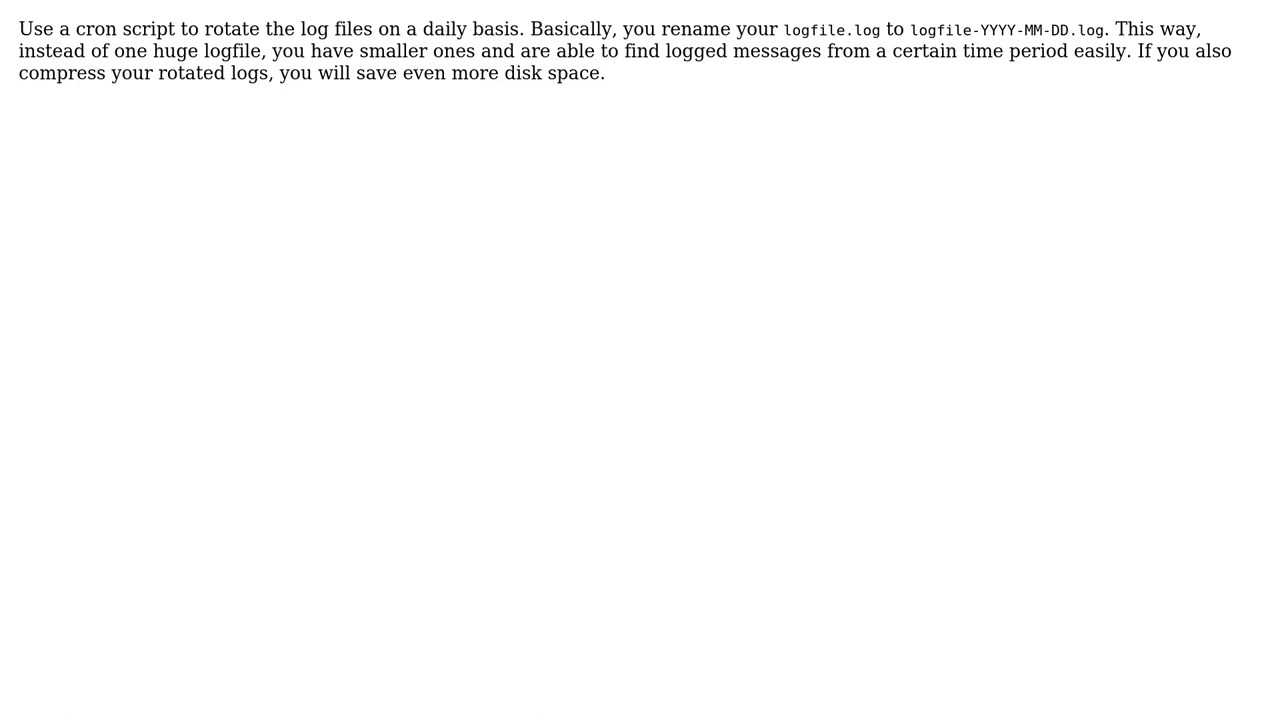 Use a cron script to rotate the log files on a daily basis. Basically, you rename your logfile.log to logfile-YYYY-MM-DD.log. This way,
instead of one huge logfile, you have smaller ones and are able to find logged messages from a certain time period easily. If you also
compress your rotated logs, you will save even more disk space.